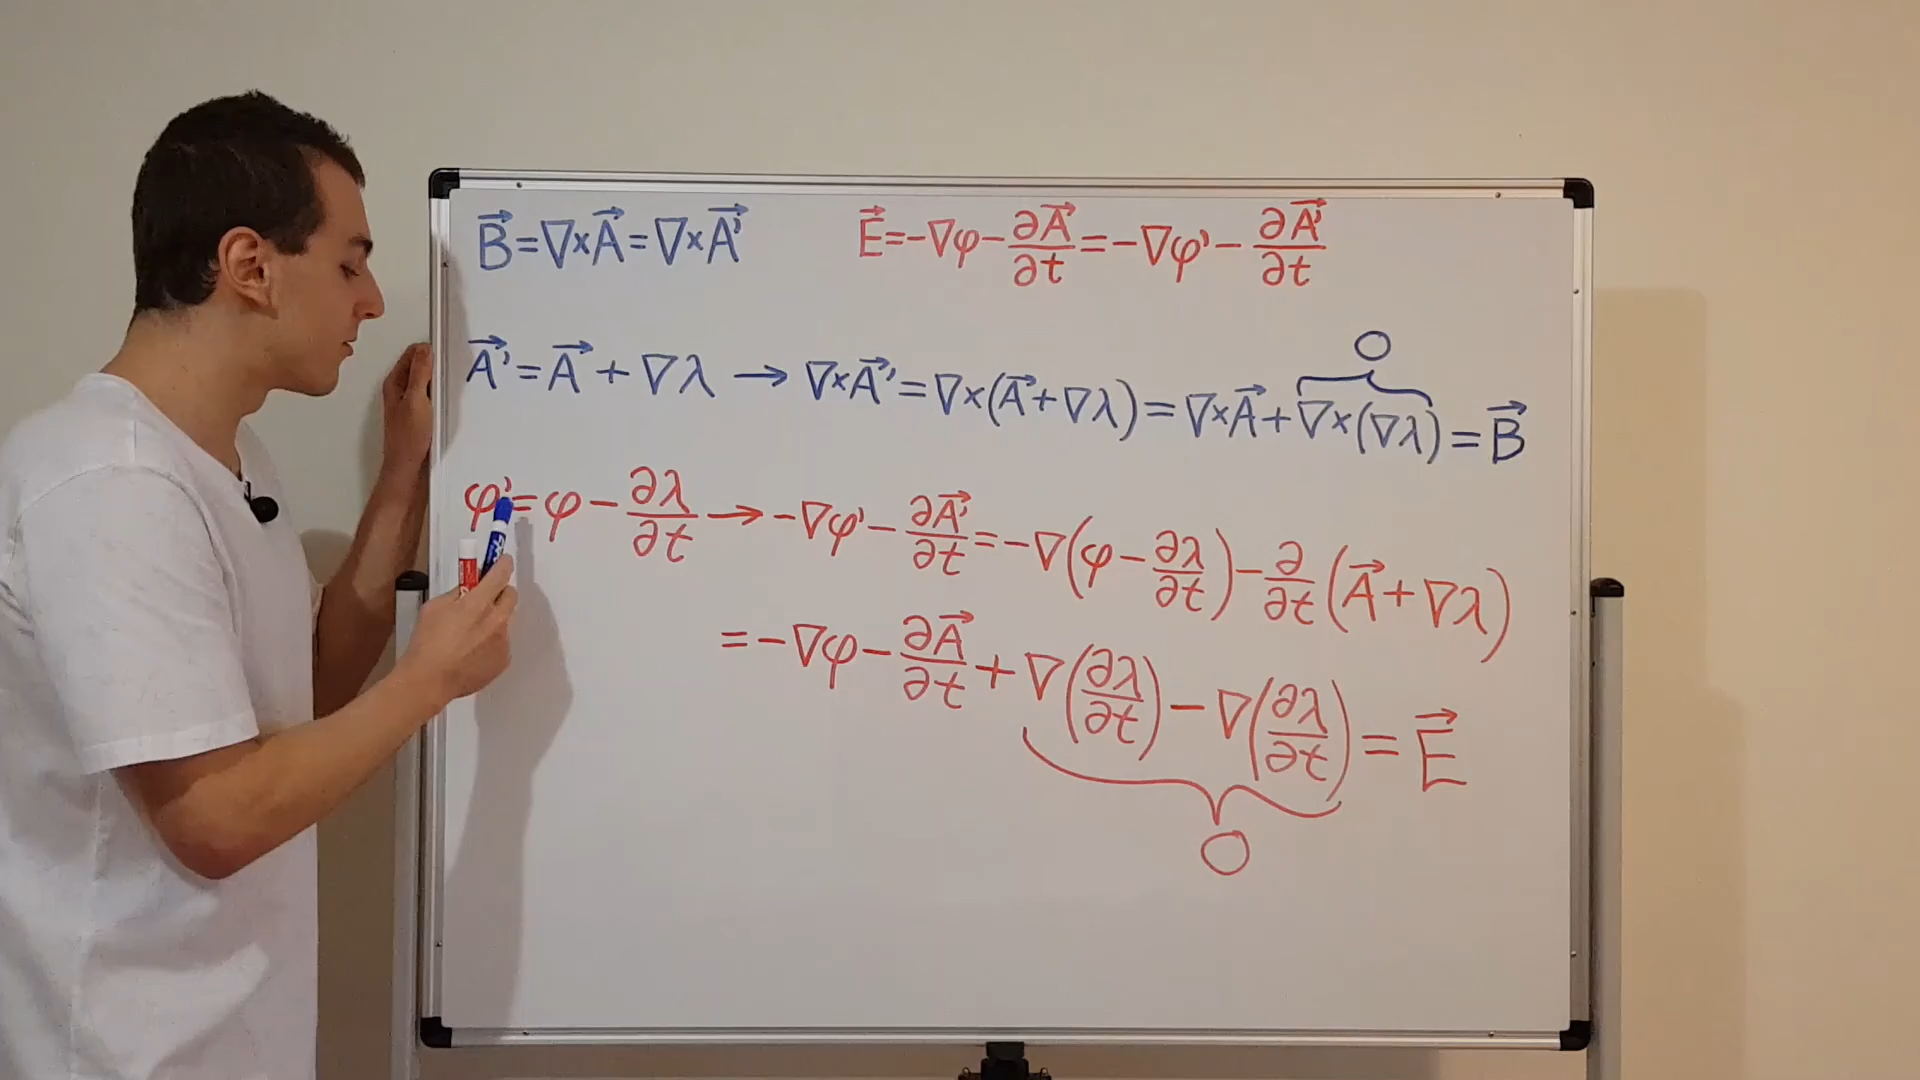 B⃗=∇×A⃗=∇×A⃗' E⃗=-∇φ-∂A⃗/∂t=-∇φ'-∂A⃗'/∂t
A⃗'=A⃗+∇λ→∇×A⃗'=∇×(A⃗+∇λ)=∇×A⃗+∇×(∇λ)=B⃗
0
φ'=φ-∂λ/∂t→-∇φ'-∂A⃗'/∂t=-∇(φ-∂λ/∂t)-∂/∂t(A⃗+∇λ)
=-∇φ-∂A⃗/∂t+∇(∂λ/∂t)-∇(∂λ/∂t)=E⃗
0